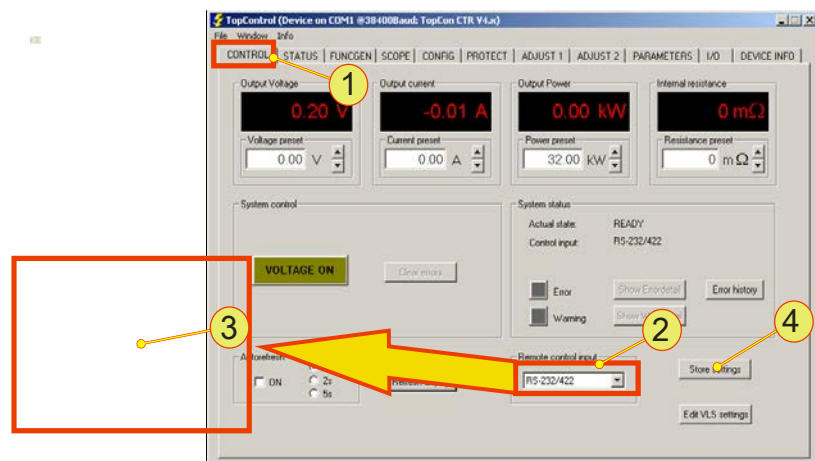 TopControl (Device on COM1 @38400Baud: TopCon CTR V4.x)
File Window Info
CONTROL STATUS FUNCGEN SCOPE CONFIG PROTECT ADJUST 1 ADJUST 2 PARAMETERS I/O DEVICE INFO
1
Output Voltage Output current Output Power Internal resistance
0.20 V -0.01 A 0.00 kW 0 mΩ
Voltage preset Current preset Power preset Resistance preset
0.00 V 0.00 A 32.00 kW 0 mΩ
System control System status
Actual state: READY
Control input: RS-232/422
VOLTAGE ON Clear errors
Error Show Errordetail Error history
Warning Show
3 2 4
Autorefresh Remote control input Store settings
ON 2s RS-232/422
5s
Edit VLS settings